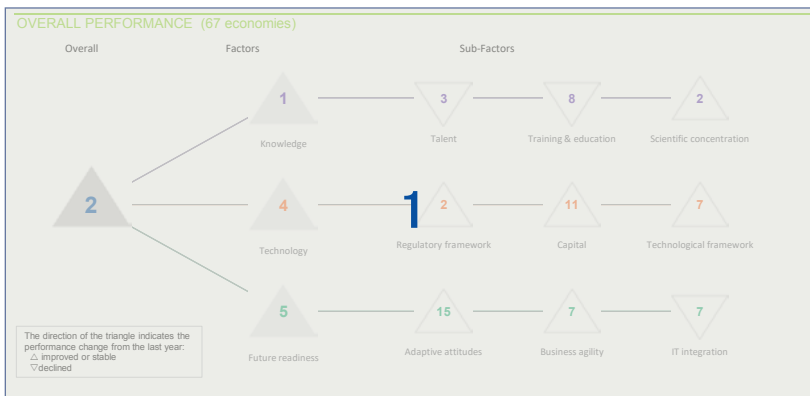 OVERALL PERFORMANCE (67 economies)
Overall Factors Sub-Factors
1 3 8 2
Knowledge Talent Training & education Scientific concentration
2
4 1 2 11 7
Technology Regulatory framework Capital Technological framework
5 15 7 7
Future readiness Adaptive attitudes Business agility IT integration
The direction of the triangle indicates the
performance change from the last year:
△ improved or stable
▽declined